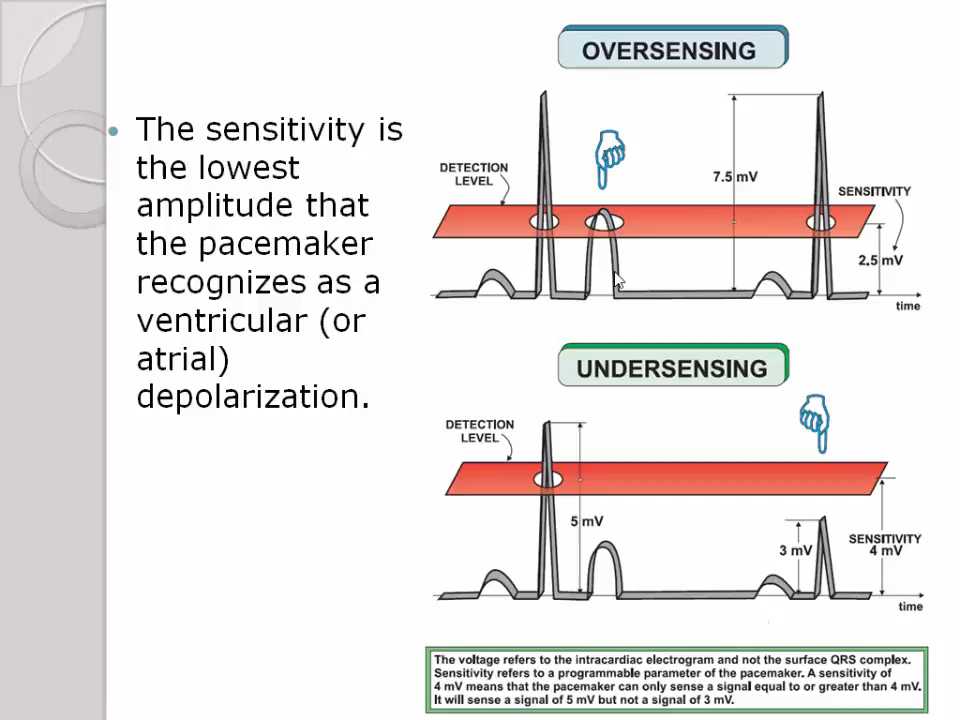 • The sensitivity is
the lowest
amplitude that
the pacemaker
recognizes as a
ventricular (or
atrial)
depolarization.
OVERSENSING
DETECTION
LEVEL
7.5 mV
SENSITIVITY
2.5 mV
time
UNDERSENSING
DETECTION
LEVEL
5 mV
3 mV
SENSITIVITY
4 mV
time
The voltage refers to the intracardiac electrogram and not the surface QRS complex.
Sensitivity refers to a programmable parameter of the pacemaker. A sensitivity of
4 mV means that the pacemaker can only sense a signal equal to or greater than 4 mV.
It will sense a signal of 5 mV but not a signal of 3 mV.